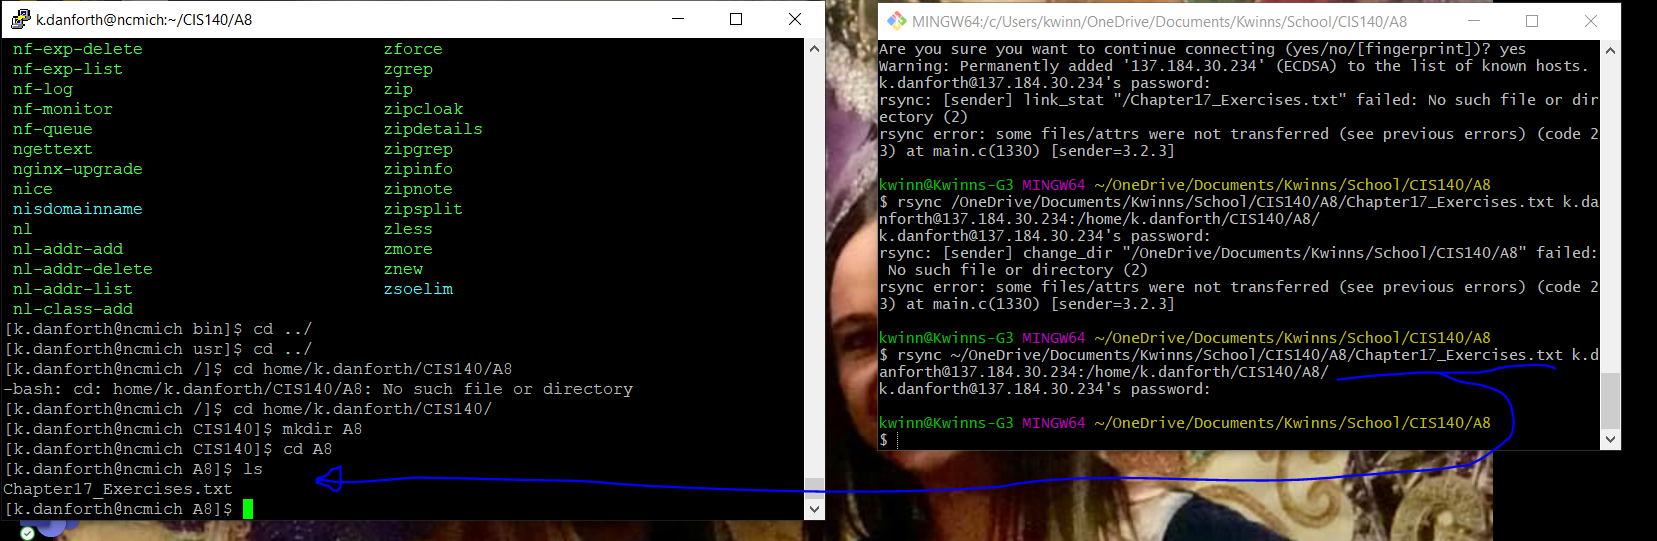 k.danforth@ncmich:~/CIS140/A8
nf-exp-delete zforce
nf-exp-list zgrep
nf-log zip
nf-monitor zipcloak
nf-queue zipdetails
ngettext zipgrep
nginx-upgrade zipinfo
nice zipnote
nisdomainname zipsplit
nl zless
nl-addr-add zmore
nl-addr-delete znew
nl-addr-list zsoelim
nl-class-add
[k.danforth@ncmich bin]$ cd ../
[k.danforth@ncmich usr]$ cd ../
[k.danforth@ncmich /]$ cd home/k.danforth/CIS140/A8
-bash: cd: home/k.danforth/CIS140/A8: No such file or directory
[k.danforth@ncmich /]$ cd home/k.danforth/CIS140/
[k.danforth@ncmich CIS140]$ mkdir A8
[k.danforth@ncmich CIS140]$ cd A8
[k.danforth@ncmich A8]$ ls
Chapter17_Exercises.txt
[k.danforth@ncmich A8]$
MINGW64:/c/Users/kwinn/OneDrive/Documents/Kwinns/School/CIS140/A8
Are you sure you want to continue connecting (yes/no/[fingerprint])? yes
Warning: Permanently added '137.184.30.234' (ECDSA) to the list of known hosts.
k.danforth@137.184.30.234's password:
rsync: [sender] link_stat "/Chapter17_Exercises.txt" failed: No such file or dir
ectory (2)
rsync error: some files/attrs were not transferred (see previous errors) (code 2
3) at main.c(1330) [sender=3.2.3]
kwinn@Kwinns-G3 MINGW64 ~/OneDrive/Documents/Kwinns/School/CIS140/A8
$ rsync /OneDrive/Documents/Kwinns/School/CIS140/A8/Chapter17_Exercises.txt k.da
nforth@137.184.30.234:/home/k.danforth/CIS140/A8/
k.danforth@137.184.30.234's password:
rsync: [sender] change_dir "/OneDrive/Documents/Kwinns/School/CIS140/A8" failed:
No such file or directory (2)
rsync error: some files/attrs were not transferred (see previous errors) (code 2
3) at main.c(1330) [sender=3.2.3]
kwinn@Kwinns-G3 MINGW64 ~/OneDrive/Documents/Kwinns/School/CIS140/A8
$ rsync ~/OneDrive/Documents/Kwinns/School/CIS140/A8/Chapter17_Exercises.txt k.d
anforth@137.184.30.234:/home/k.danforth/CIS140/A8/
k.danforth@137.184.30.234's password:
kwinn@Kwinns-G3 MINGW64 ~/OneDrive/Documents/Kwinns/School/CIS140/A8
$